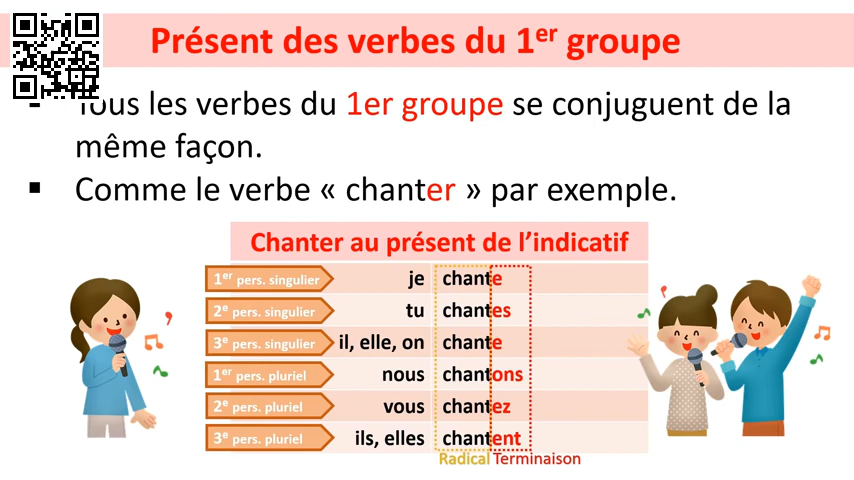 Présent des verbes du 1er groupe
▪ Tous les verbes du 1er groupe se conjuguent de la
même façon.
▪ Comme le verbe « chanter » par exemple.
Chanter au présent de l’indicatif
1er pers. singulier je chante
2e pers. singulier tu chantes
3e pers. singulier il, elle, on chante
1er pers. pluriel nous chantons
2e pers. pluriel vous chantez
3e pers. pluriel ils, elles chantent
Radical Terminaison